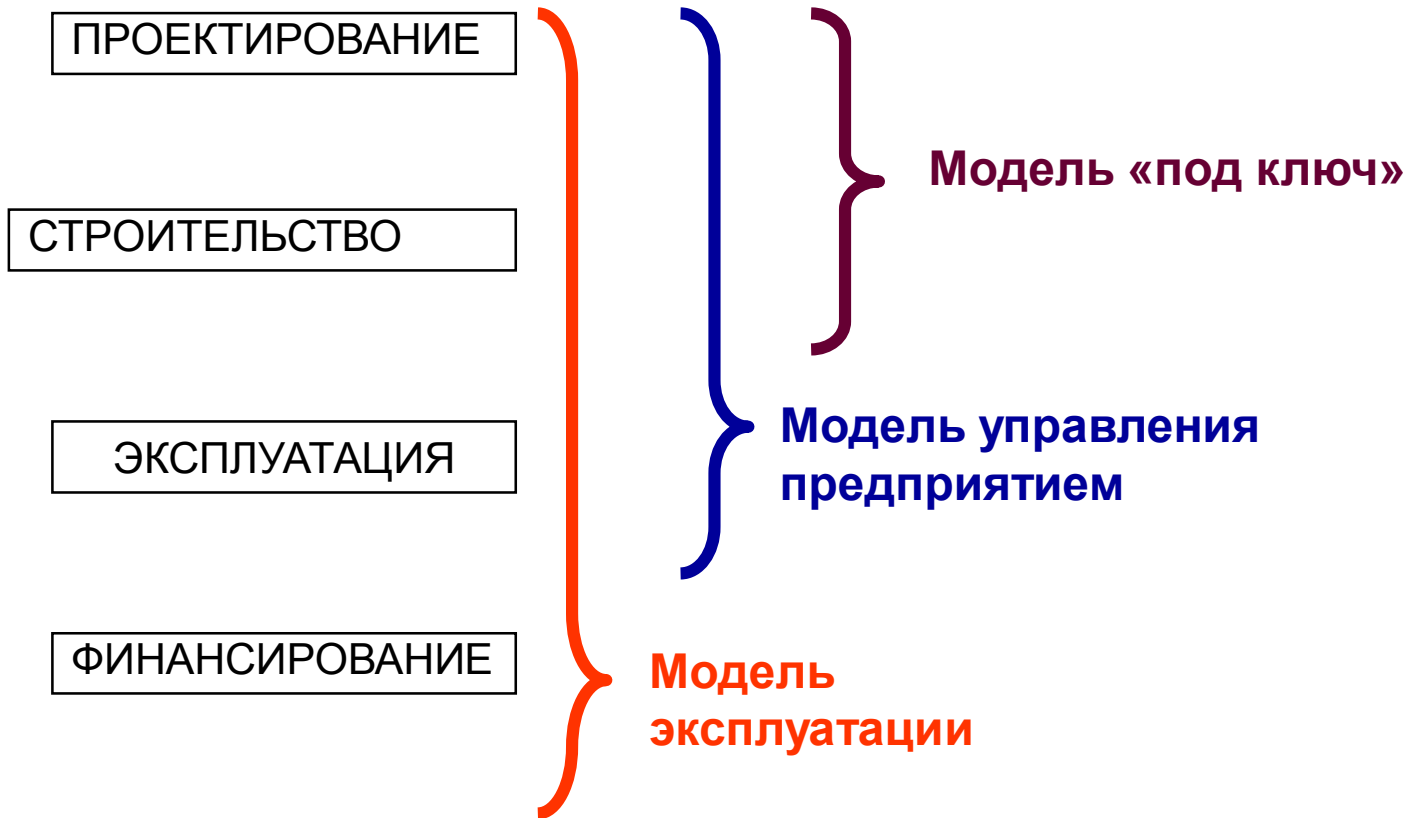 ПРОЕКТИРОВАНИЕ
Модель «под ключ»
СТРОИТЕЛЬСТВО
Модель управления
предприятием
ЭКСПЛУАТАЦИЯ
ФИНАНСИРОВАНИЕ
Модель
эксплуатации